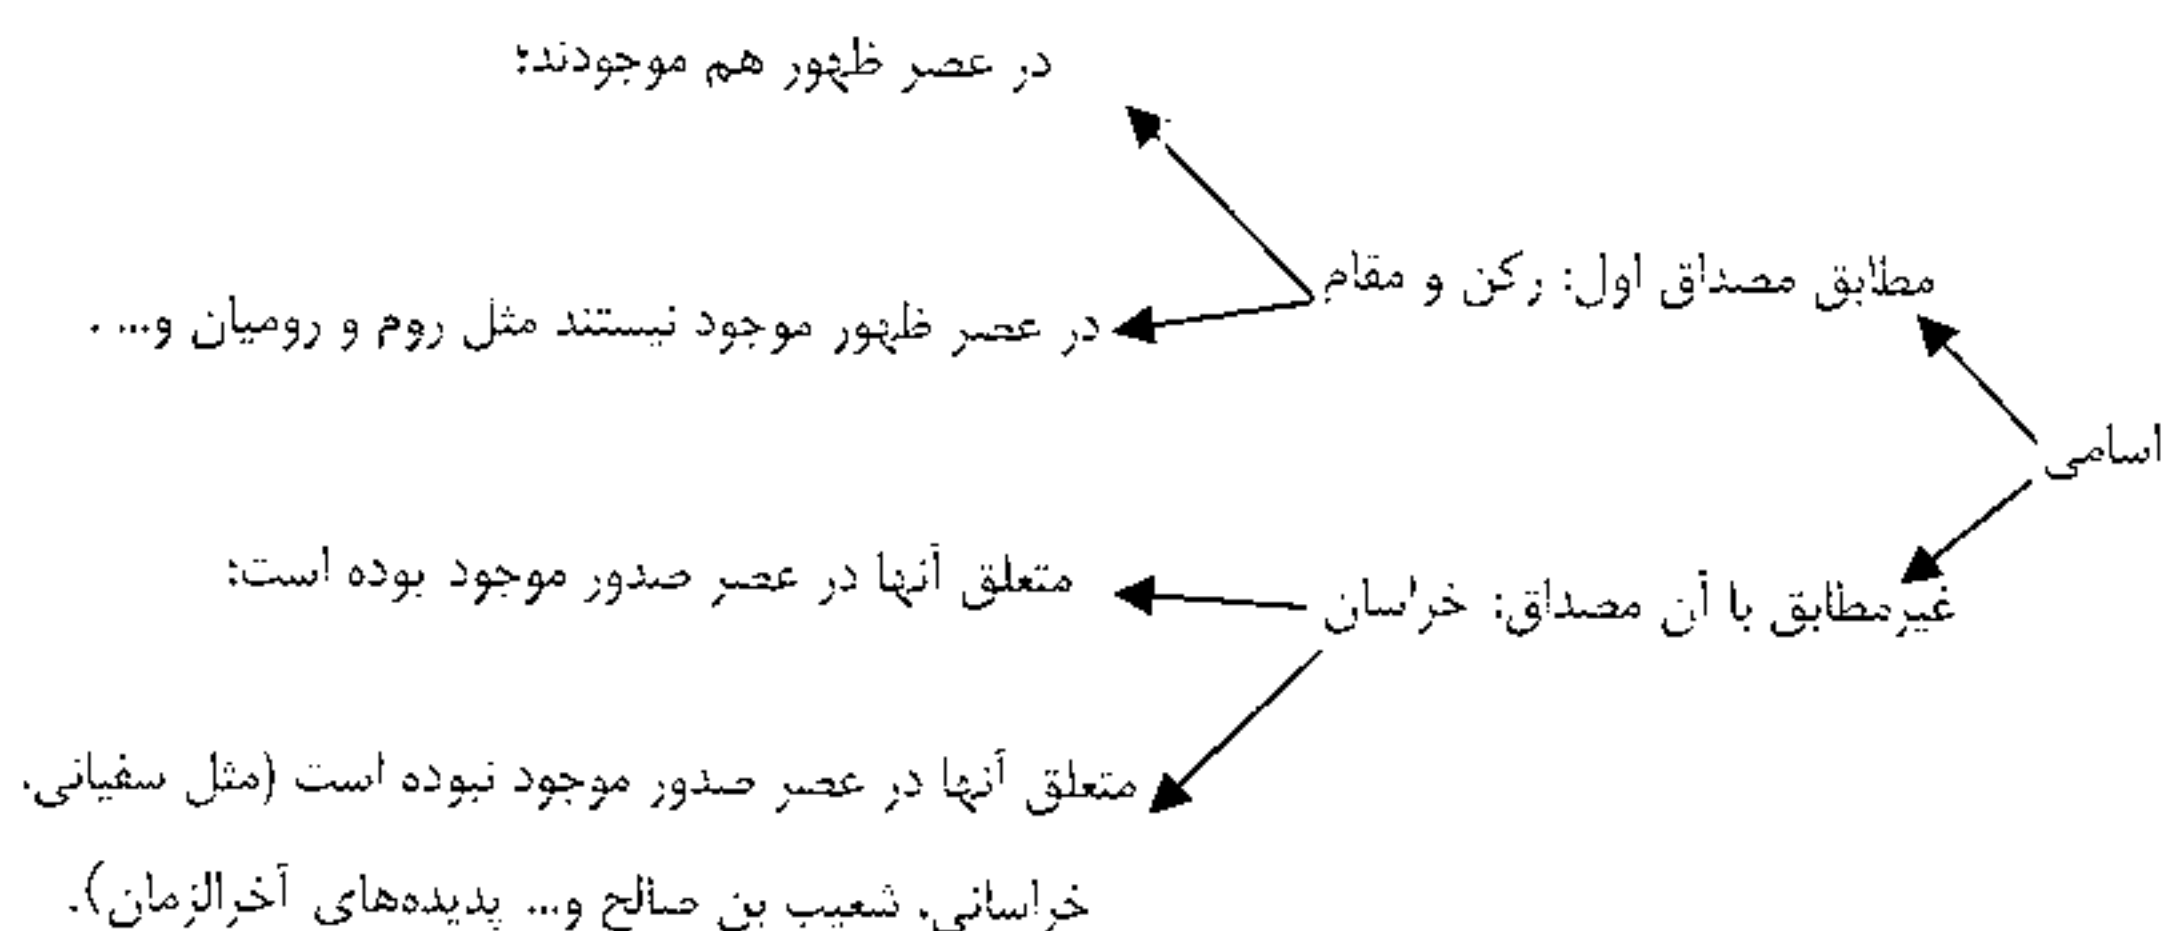 در عصر ظهور هم موجودند؛
مطابق مصداق اول: رکن و مقام
در عصر ظهور موجود نیستند مثل روم و رومیان و... .
اسامی
متعلق آنها در عصر صدور موجود بوده است؛
غیرمطابق با آن مصداق: خراسان
متعلق آنها در عصر صدور موجود نبوده است (مثل سفیانی،
خراسانی، شعیب بن صالح و... پدیده‌های آخرالزمان).